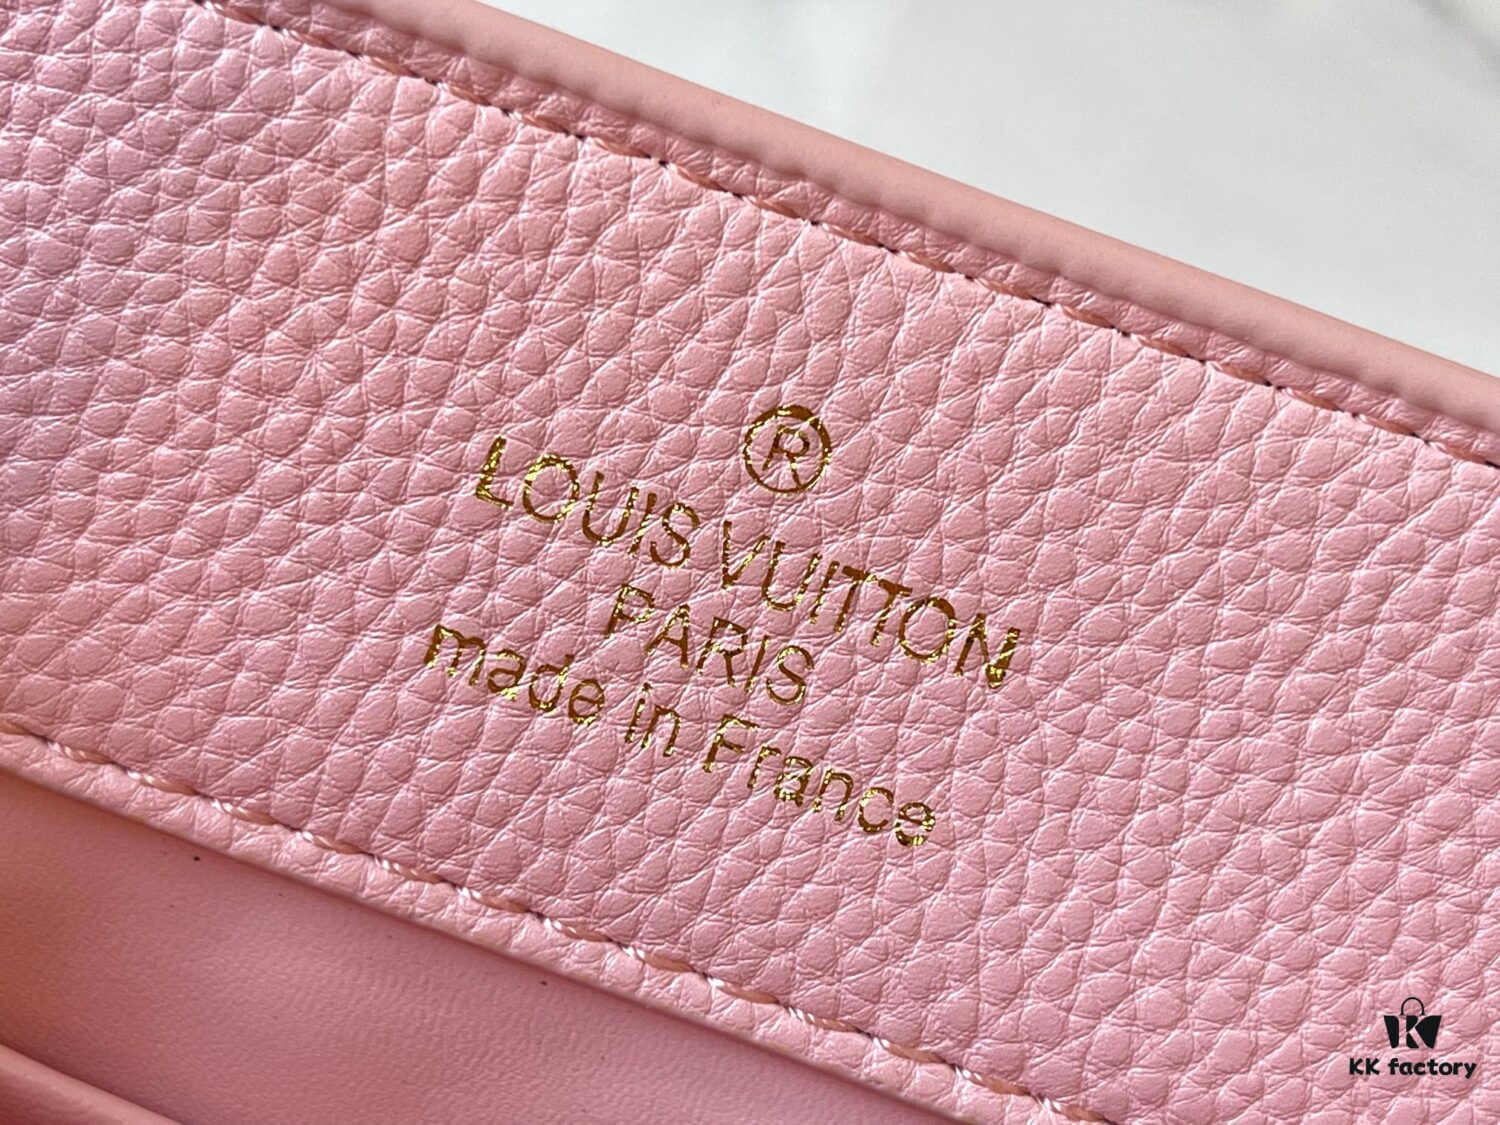 ®
LOUIS VUITTON
PARIS
made in France
KK factory